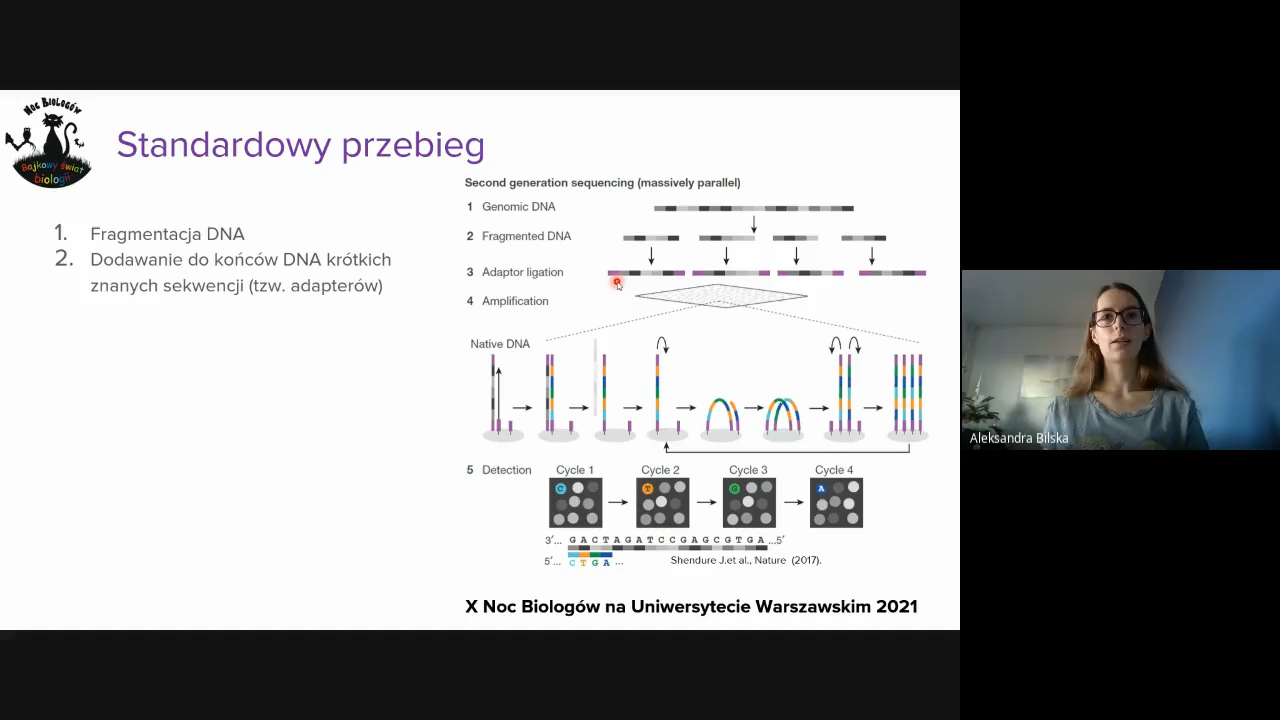 Noc Biologów
Bajkowy świat
biologii
Standardowy przebieg
1. Fragmentacja DNA
2. Dodawanie do końców DNA krótkich
znanych sekwencji (tzw. adapterów)
Second generation sequencing (massively parallel)
1 Genomic DNA
2 Fragmented DNA
3 Adaptor ligation
4 Amplification
Native DNA
5 Detection
Cycle 1
Cycle 2
Cycle 3
Cycle 4
C
T
G
A
3′... G A C T A G A T C C G A G C G T G A ...5′
5′... C T G A ...
Shendure J.et al., Nature (2017).
X Noc Biologów na Uniwersytecie Warszawskim 2021
Aleksandra Bilska